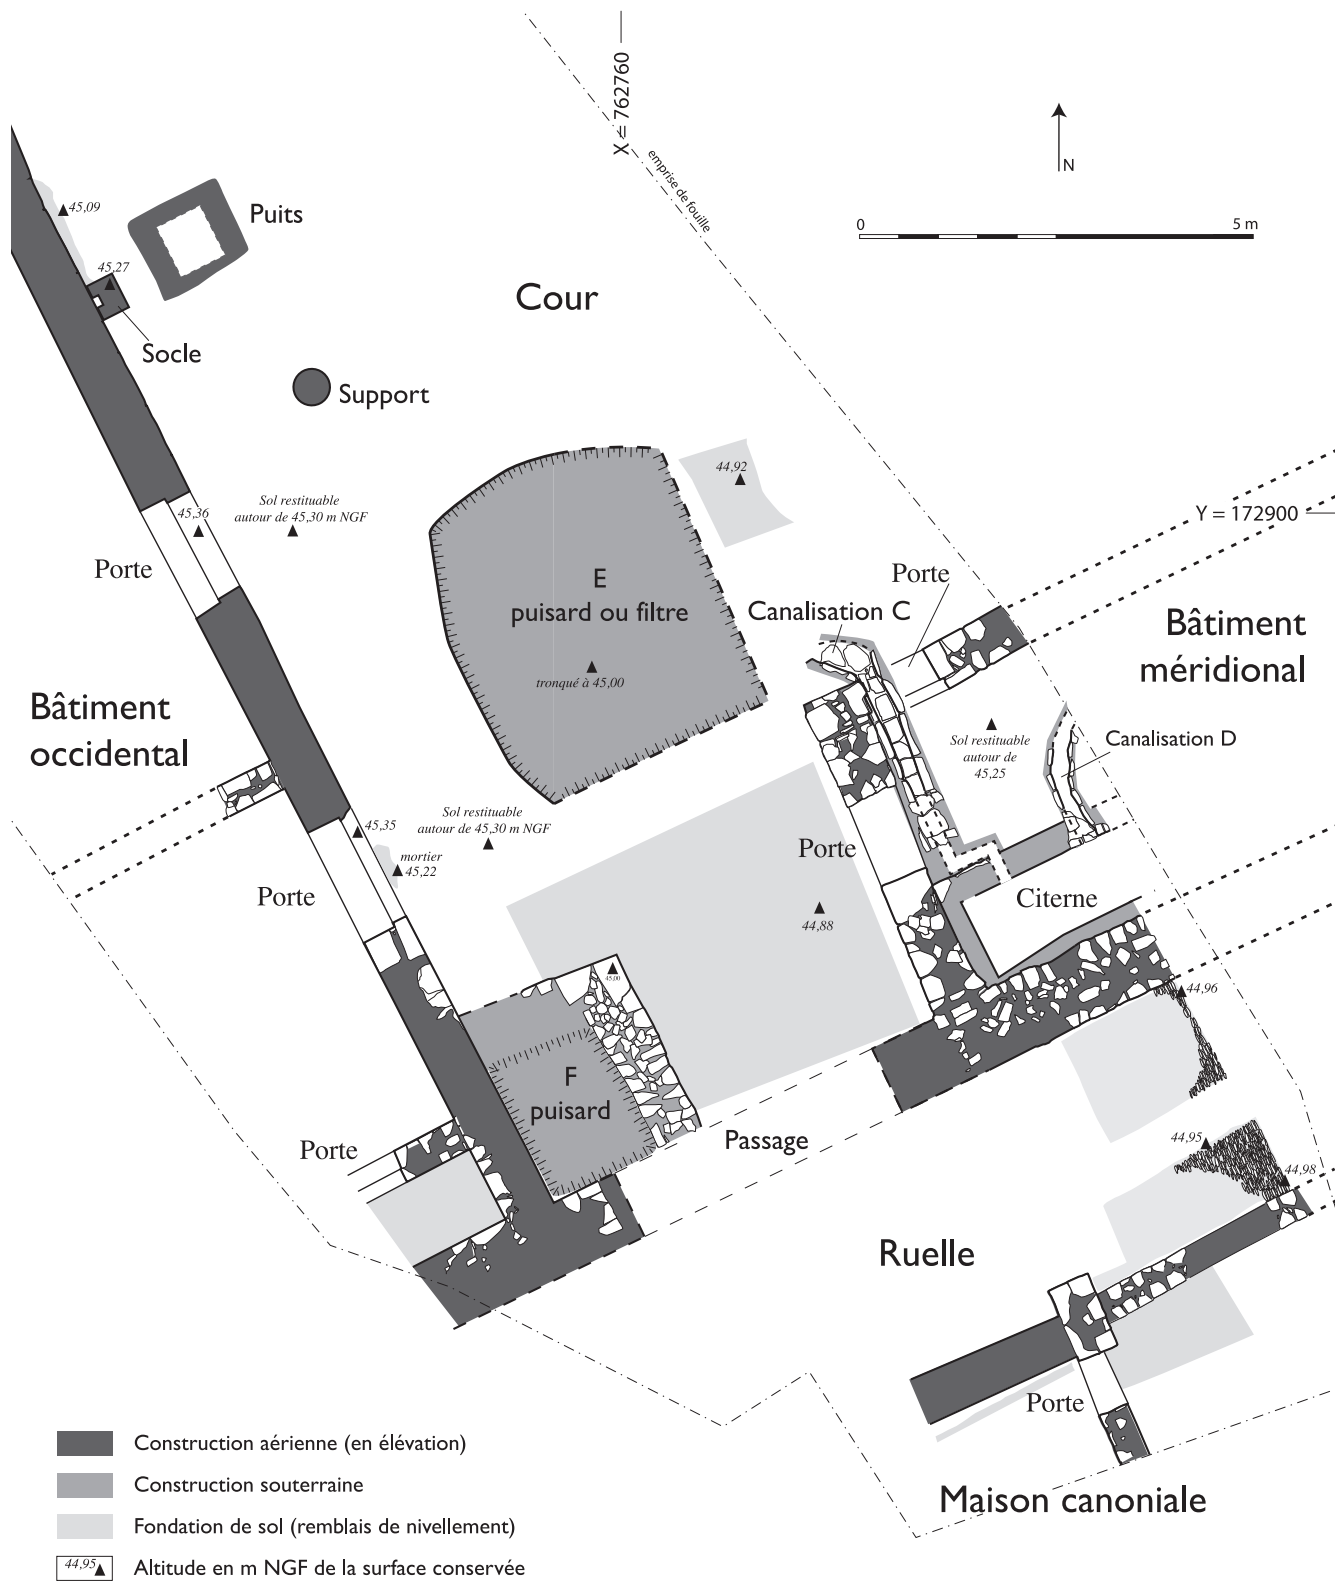 X = 762760
emprise de fouille
N
0
5 m
45,09
Puits
45,27
Socle
Cour
Support
44,92
45,36
Sol restituable
autour de 45,30 m NGF
Y = 172900
Porte
Porte
E
puisard ou filtre
Canalisation C
tronqué à 45,00
Bâtiment
méridional
Bâtiment
occidental
Sol restituable
autour de
45,25
Canalisation D
45,35
Sol restituable
autour de 45,30 m NGF
mortier
45,22
Porte
Porte
Citerne
44,88
45,00
44,96
F
puisard
Passage
Porte
44,95
44,98
Ruelle
Porte
Maison canoniale
Construction aérienne (en élévation)
Construction souterraine
Fondation de sol (remblais de nivellement)
44,95 Altitude en m NGF de la surface conservée